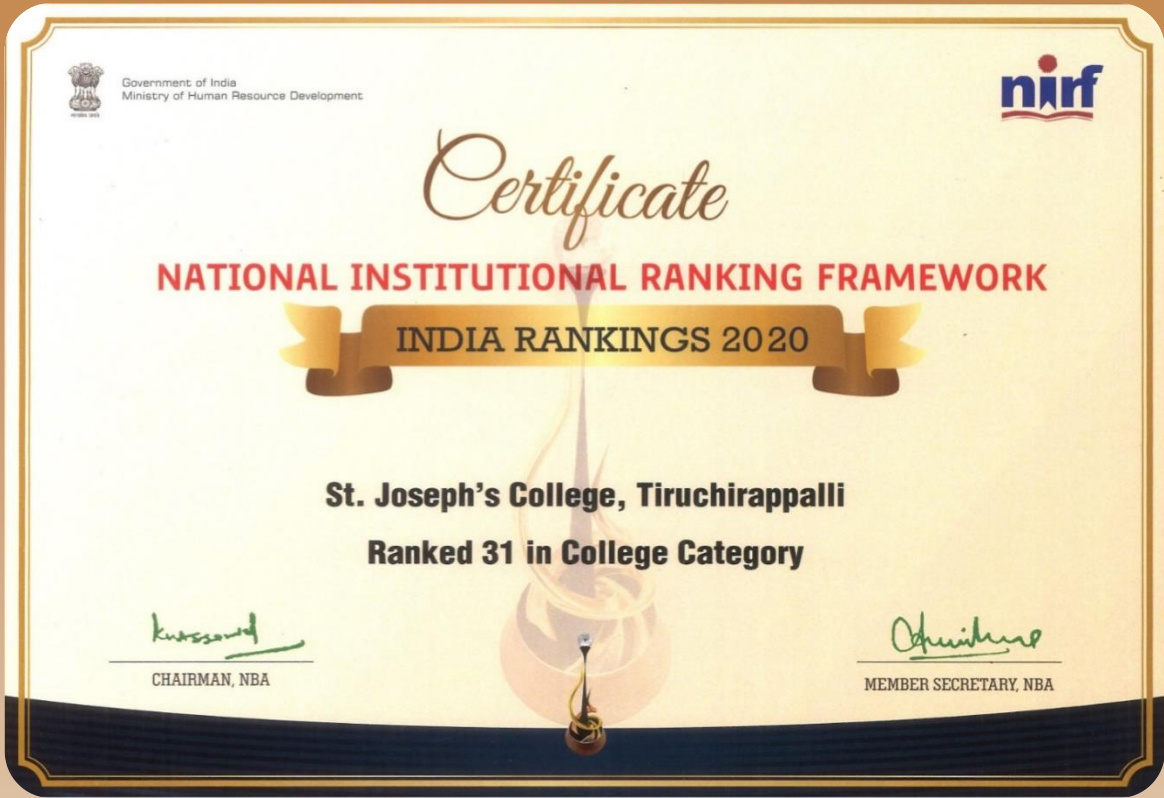 Government of India
Ministry of Human Resource Development
nirf
Certificate
NATIONAL INSTITUTIONAL RANKING FRAMEWORK
INDIA RANKINGS 2020
St. Joseph's College, Tiruchirappalli
Ranked 31 in College Category
CHAIRMAN, NBA
MEMBER SECRETARY, NBA